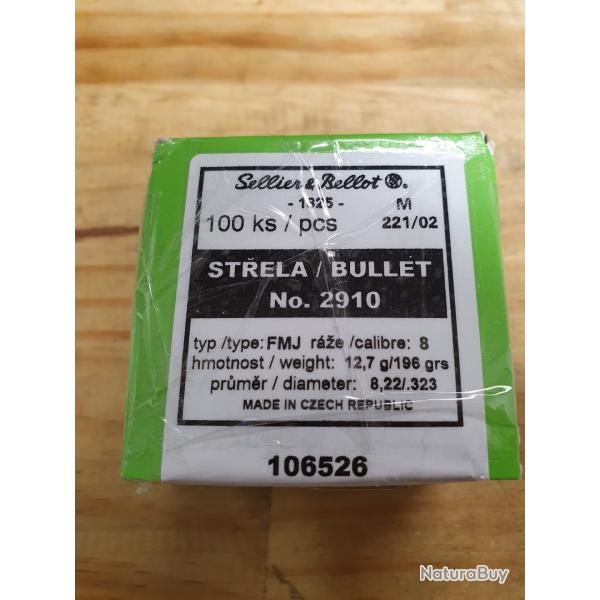 Sellier & Bellot S&B.
- 1825 -
M
100 ks / pcs
221/02
STŘELA / BULLET
No. 2910
typ /type: FMJ ráže /calibre: 8
hmotnost / weight: 12,7 g/196 grs
průměr / diameter: 8,22/.323
MADE IN CZECH REPUBLIC
106526
NaturaBuy